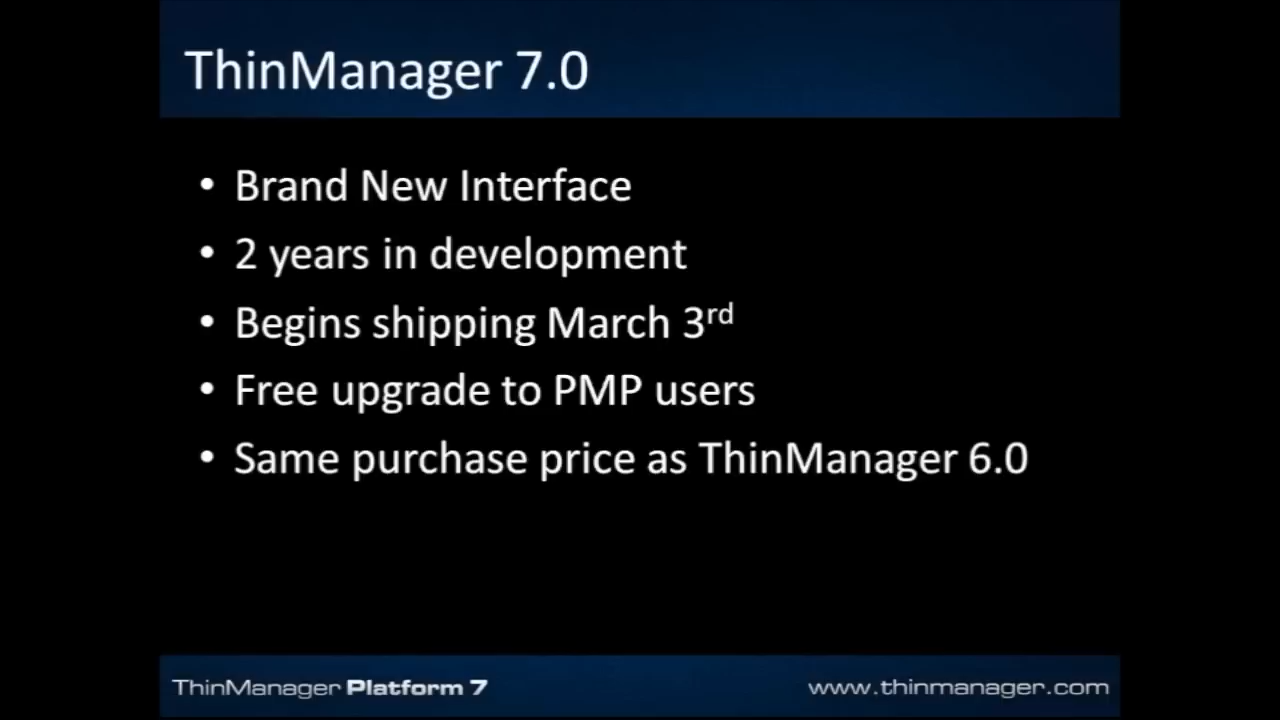 ThinManager 7.0
• Brand New Interface
• 2 years in development
• Begins shipping March 3rd
• Free upgrade to PMP users
• Same purchase price as ThinManager 6.0
ThinManager Platform 7
www.thinmanager.com